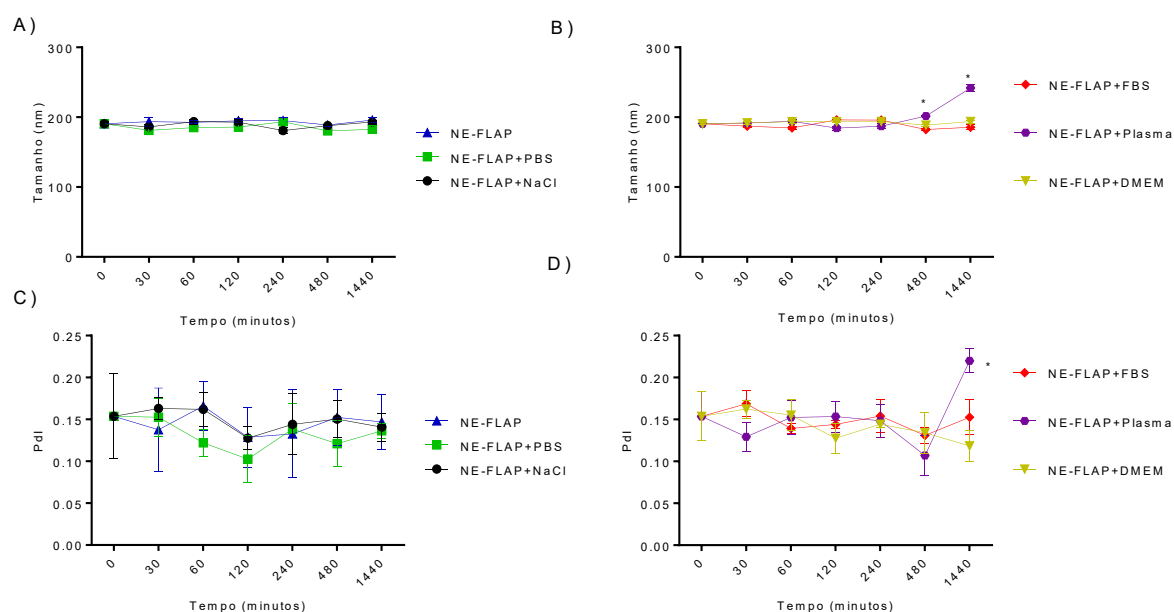 A)
300
200
100
0
Tamanho (nm)
0
30
60
120
240
480
1440
Tempo (minutos)
NE-FLAP
NE-FLAP+PBS
NE-FLAP+NaCl
B)
300
200
100
0
Tamanho (nm)
*
*
0
30
60
120
240
480
1440
Tempo (minutos)
NE-FLAP+FBS
NE-FLAP+Plasma
NE-FLAP+DMEM
C)
0.25
0.20
0.15
0.10
0.05
0.00
PdI
0
30
60
120
240
480
1440
Tempo (minutos)
NE-FLAP
NE-FLAP+PBS
NE-FLAP+NaCl
D)
0.25
0.20
0.15
0.10
0.05
0.00
PdI
*
0
30
60
120
240
480
1440
Tempo (minutos)
NE-FLAP+FBS
NE-FLAP+Plasma
NE-FLAP+DMEM